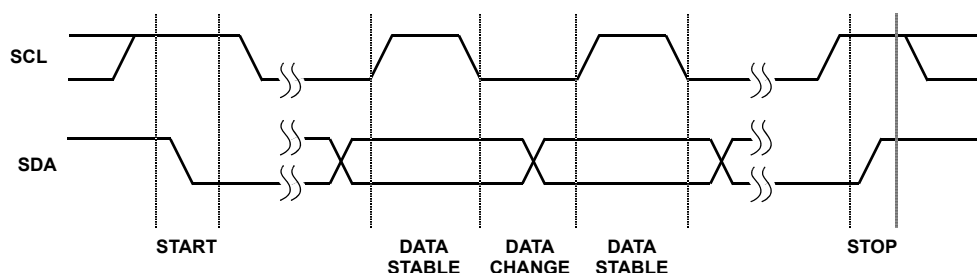 SCL
SDA
START
DATA
STABLE
DATA
CHANGE
DATA
STABLE
STOP